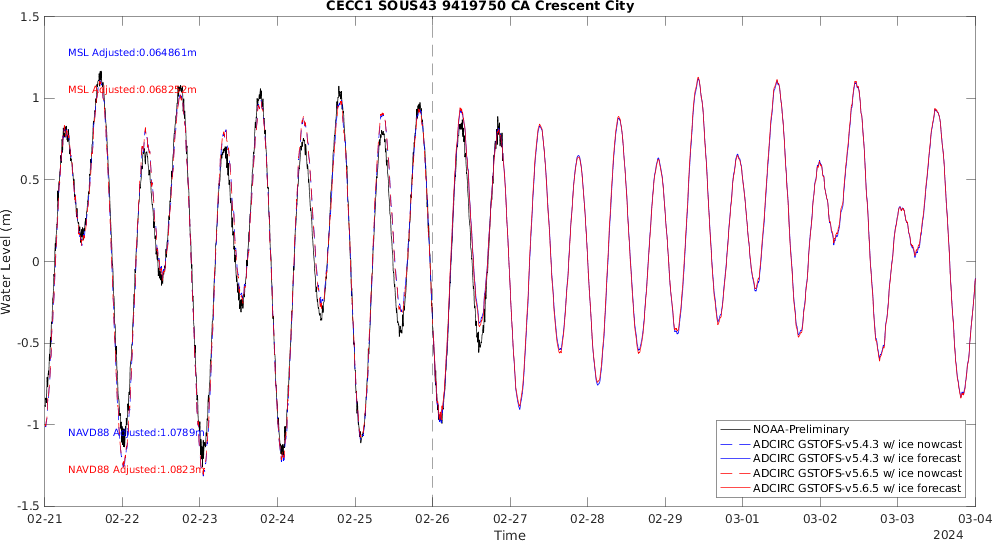 CECC1 SOUS43 9419750 CA Crescent City
1.5
1
0.5
0
-0.5
-1
-1.5
Water Level (m)
MSL Adjusted:0.064861m
MSL Adjusted:0.068252m
NAVD88 Adjusted:1.0789m
NAVD88 Adjusted:1.0823m
NOAA-Preliminary
ADCIRC GSTOFS-v5.4.3 w/ ice nowcast
ADCIRC GSTOFS-v5.4.3 w/ ice forecast
ADCIRC GSTOFS-v5.6.5 w/ ice nowcast
ADCIRC GSTOFS-v5.6.5 w/ ice forecast
02-21 02-22 02-23 02-24 02-25 02-26 02-27 02-28 02-29 03-01 03-02 03-03 03-04
Time
2024